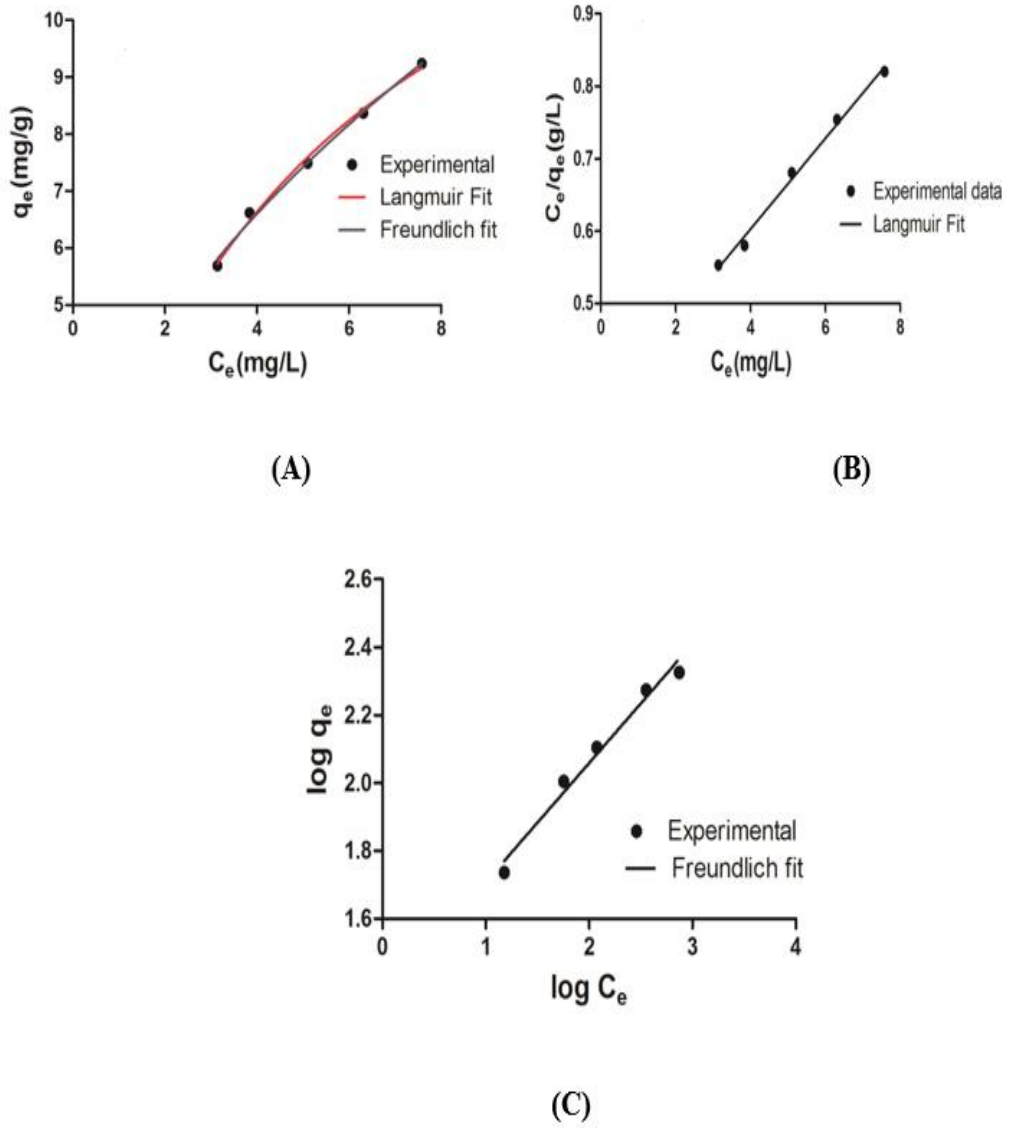 10
9
8
7
6
5
0
2
4
6
8
qe(mg/g)
Ce(mg/L)
Experimental
Langmuir Fit
Freundlich fit
(A)
0.9
0.8
0.7
0.6
0.5
0
2
4
6
8
Ce/qe(g/L)
Ce(mg/L)
Experimental data
Langmuir Fit
(B)
2.6
2.4
2.2
2.0
1.8
1.6
0
1
2
3
4
log qe
log Ce
Experimental
Freundlich fit
(C)